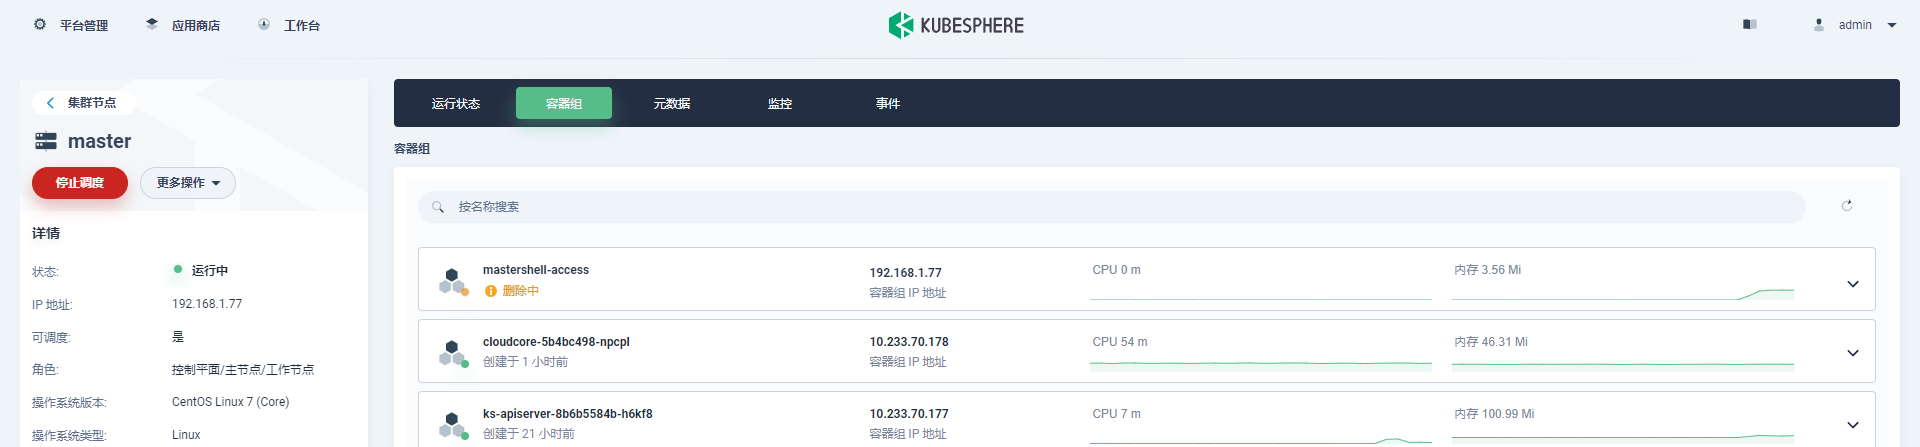 平台管理 应用商店 工作台 KUBESPHERE admin
集群节点
master
停止调度 更多操作
详情
状态: 运行中
IP 地址: 192.168.1.77
可调度: 是
角色: 控制平面/主节点/工作节点
操作系统版本: CentOS Linux 7 (Core)
操作系统类型: Linux
运行状态 容器组 元数据 监控 事件
容器组
按名称搜索
mastershell-access 192.168.1.77 CPU 0 m 内存 3.56 Mi
删除中 容器组 IP 地址
cloudcore-5b4bc498-npcpl 10.233.70.178 CPU 54 m 内存 46.31 Mi
创建于 1 小时前 容器组 IP 地址
ks-apiserver-8b6b5584b-h6kf8 10.233.70.177 CPU 7 m 内存 100.99 Mi
创建于 21 小时前 容器组 IP 地址